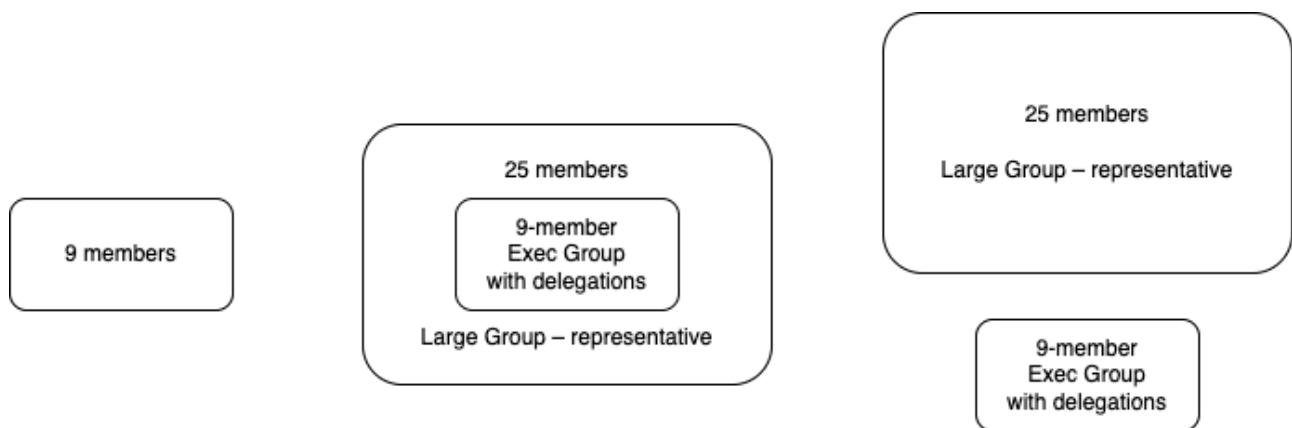 9 members
25 members
9-member
Exec Group
with delegations
Large Group – representative
25 members
Large Group – representative
9-member
Exec Group
with delegations